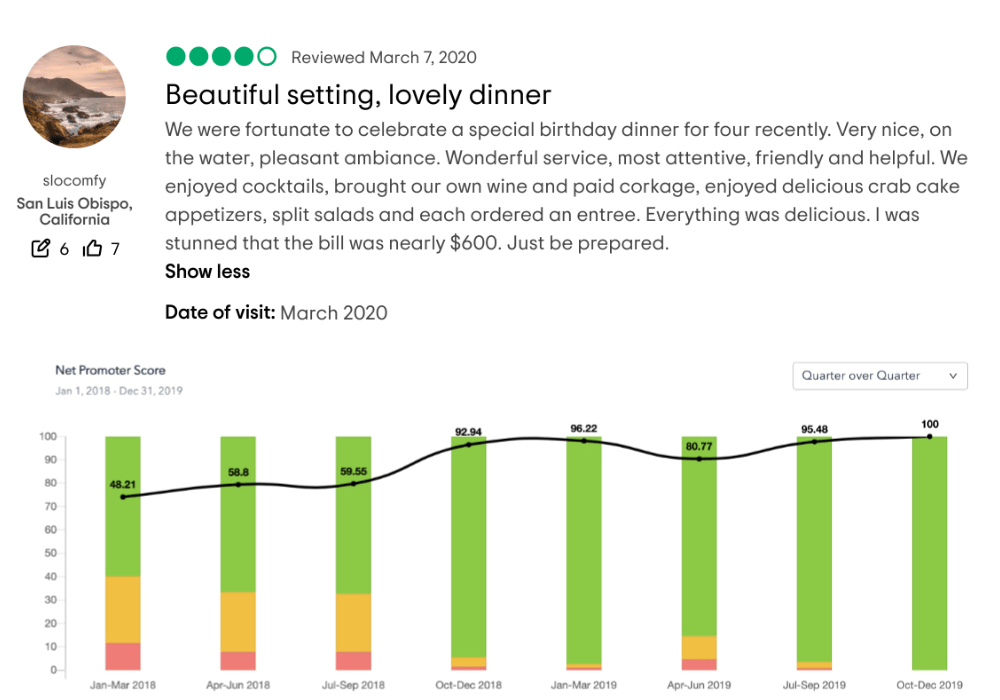 Reviewed March 7, 2020
Beautiful setting, lovely dinner
We were fortunate to celebrate a special birthday dinner for four recently. Very nice, on
the water, pleasant ambiance. Wonderful service, most attentive, friendly and helpful. We
enjoyed cocktails, brought our own wine and paid corkage, enjoyed delicious crab cake
appetizers, split salads and each ordered an entree. Everything was delicious. I was
stunned that the bill was nearly $600. Just be prepared.
Show less
Date of visit: March 2020
slocomfy
San Luis Obispo,
California
6 7
Net Promoter Score
Jan 1, 2018 - Dec 31, 2019
Quarter over Quarter
100
90
80
70
60
50
40
30
20
10
0
48.21
58.8
59.55
92.94
96.22
80.77
95.48
100
Jan-Mar 2018
Apr-Jun 2018
Jul-Sep 2018
Oct-Dec 2018
Jan-Mar 2019
Apr-Jun 2019
Jul-Sep 2019
Oct-Dec 2019